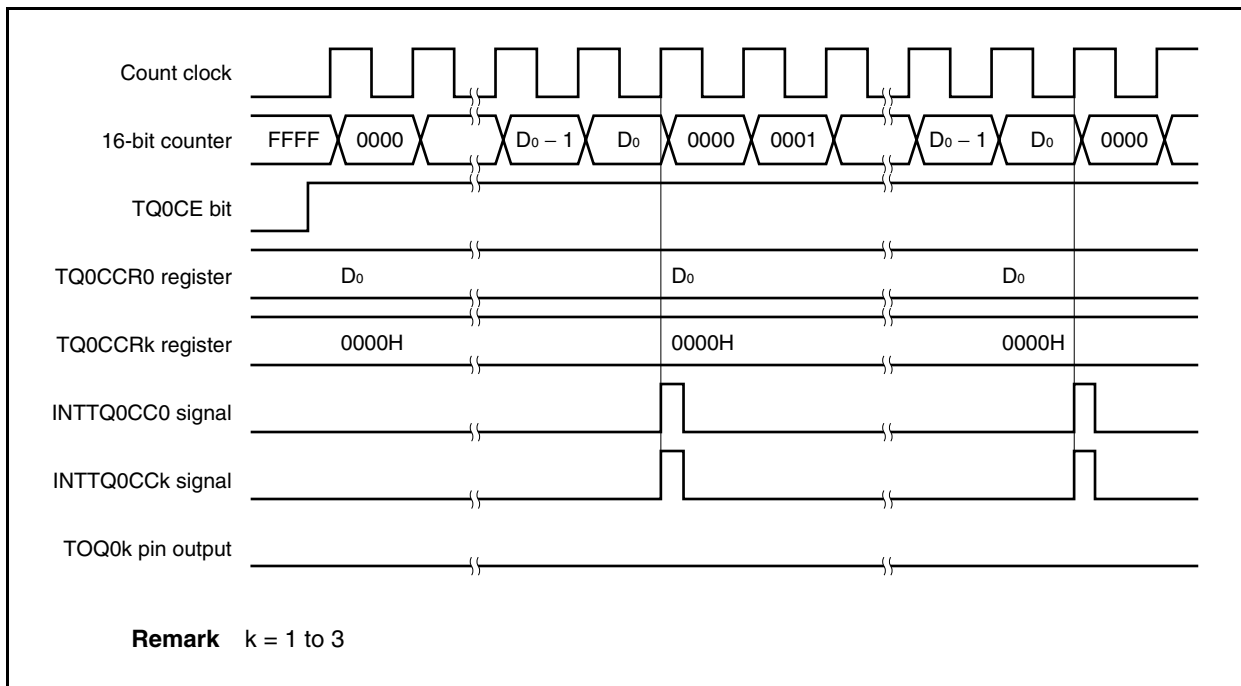 Count clock
16-bit counter FFFF 0000 D₀ − 1 D₀ 0000 0001 D₀ − 1 D₀ 0000
TQ0CE bit
TQ0CCR0 register D₀ D₀ D₀
TQ0CCRk register 0000H 0000H 0000H
INTTQ0CC0 signal
INTTQ0CCk signal
TOQ0k pin output
Remark k = 1 to 3